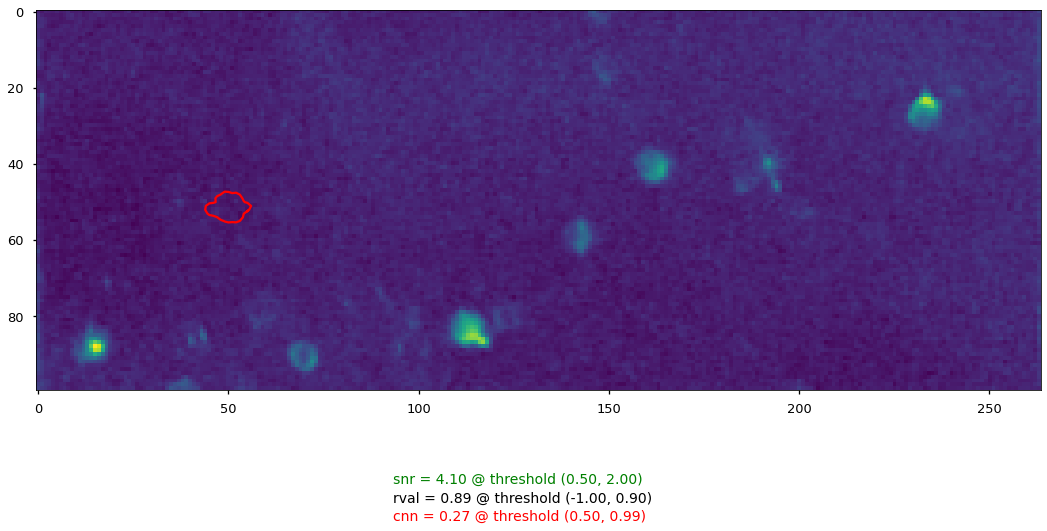 0
20
40
60
80
0 50 100 150 200 250
snr = 4.10 @ threshold (0.50, 2.00)
rval = 0.89 @ threshold (-1.00, 0.90)
cnn = 0.27 @ threshold (0.50, 0.99)